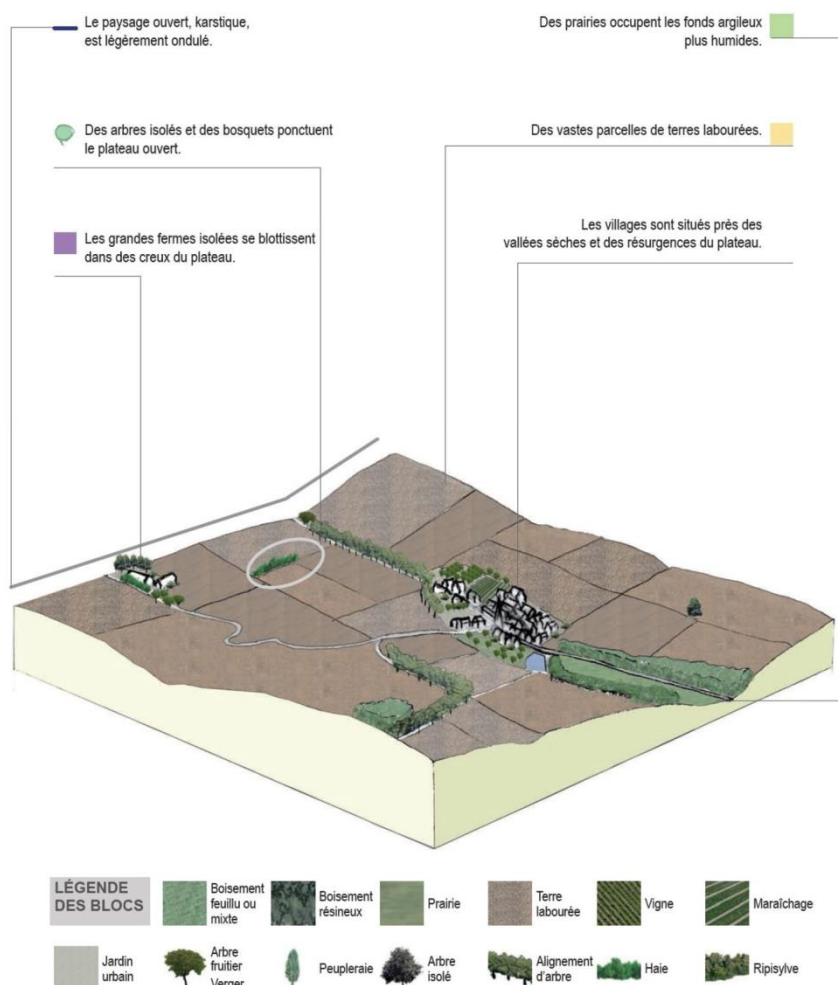 Le paysage ouvert, karstique,
est légèrement ondulé.
Des prairies occupent les fonds argileux
plus humides.
Des arbres isolés et des bosquets ponctuent
le plateau ouvert.
Des vastes parcelles de terres labourées.
Les grandes fermes isolées se blottissent
dans des creux du plateau.
Les villages sont situés près des
vallées sèches et des résurgences du plateau.
LÉGENDE
DES BLOCS
Boisement
feuillu ou
mixte
Boisement
résineux
Prairie
Terre
labourée
Vigne
Maraîchage
Jardin
urbain
Arbre
fruitier
Verger
Peupleraie
Arbre
isolé
Alignement
d'arbre
Haie
Ripisylve